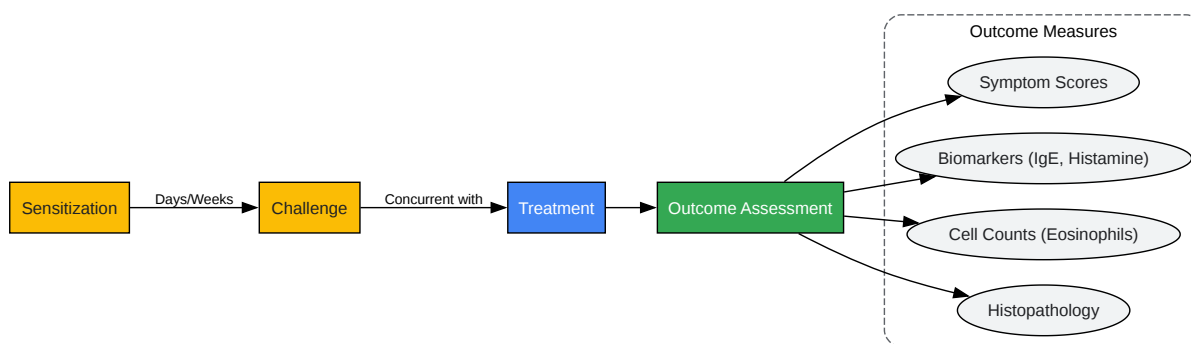 Outcome Measures
Symptom Scores
Biomarkers (IgE, Histamine)
Sensitization
Days/Weeks
Challenge
Concurrent with
Treatment
Outcome Assessment
Cell Counts (Eosinophils)
Histopathology